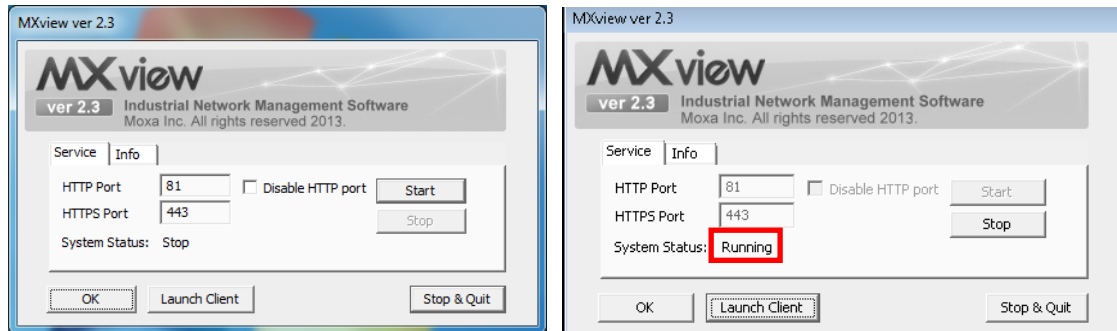 MXview ver 2.3
MXview
ver 2.3 Industrial Network Management Software
Moxa Inc. All rights reserved 2013.
Service Info
HTTP Port 81 Disable HTTP port Start
HTTPS Port 443 Stop
System Status: Stop
OK Launch Client Stop & Quit
MXview ver 2.3
MXview
ver 2.3 Industrial Network Management Software
Moxa Inc. All rights reserved 2013.
Service Info
HTTP Port 81 Disable HTTP port Start
HTTPS Port 443 Stop
System Status: Running
OK Launch Client Stop & Quit